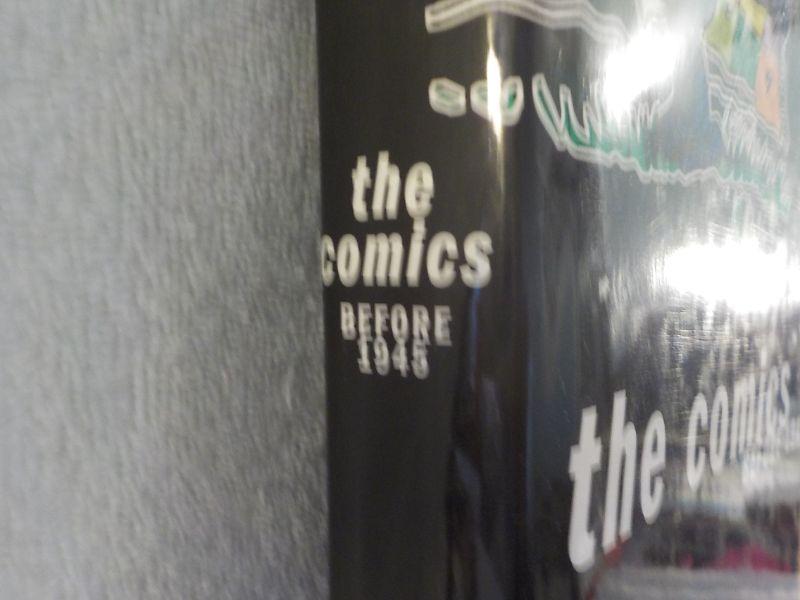 the
comics
BEFORE
1945
the comics